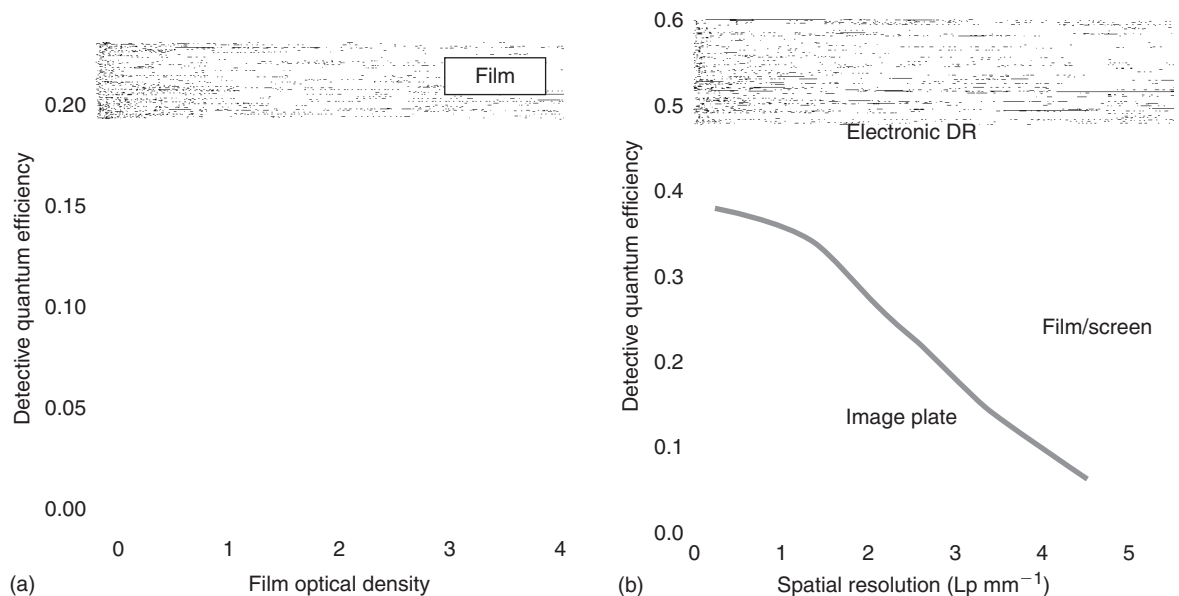 Film
0.20
0.15
0.10
0.05
0.00
Detective quantum efficiency
0 1 2 3 4
Film optical density
(a)
0.6
0.5
0.4
0.3
0.2
0.1
0.0
Detective quantum efficiency
Electronic DR
Film/screen
Image plate
0 1 2 3 4 5
Spatial resolution (Lp mm⁻¹)
(b)